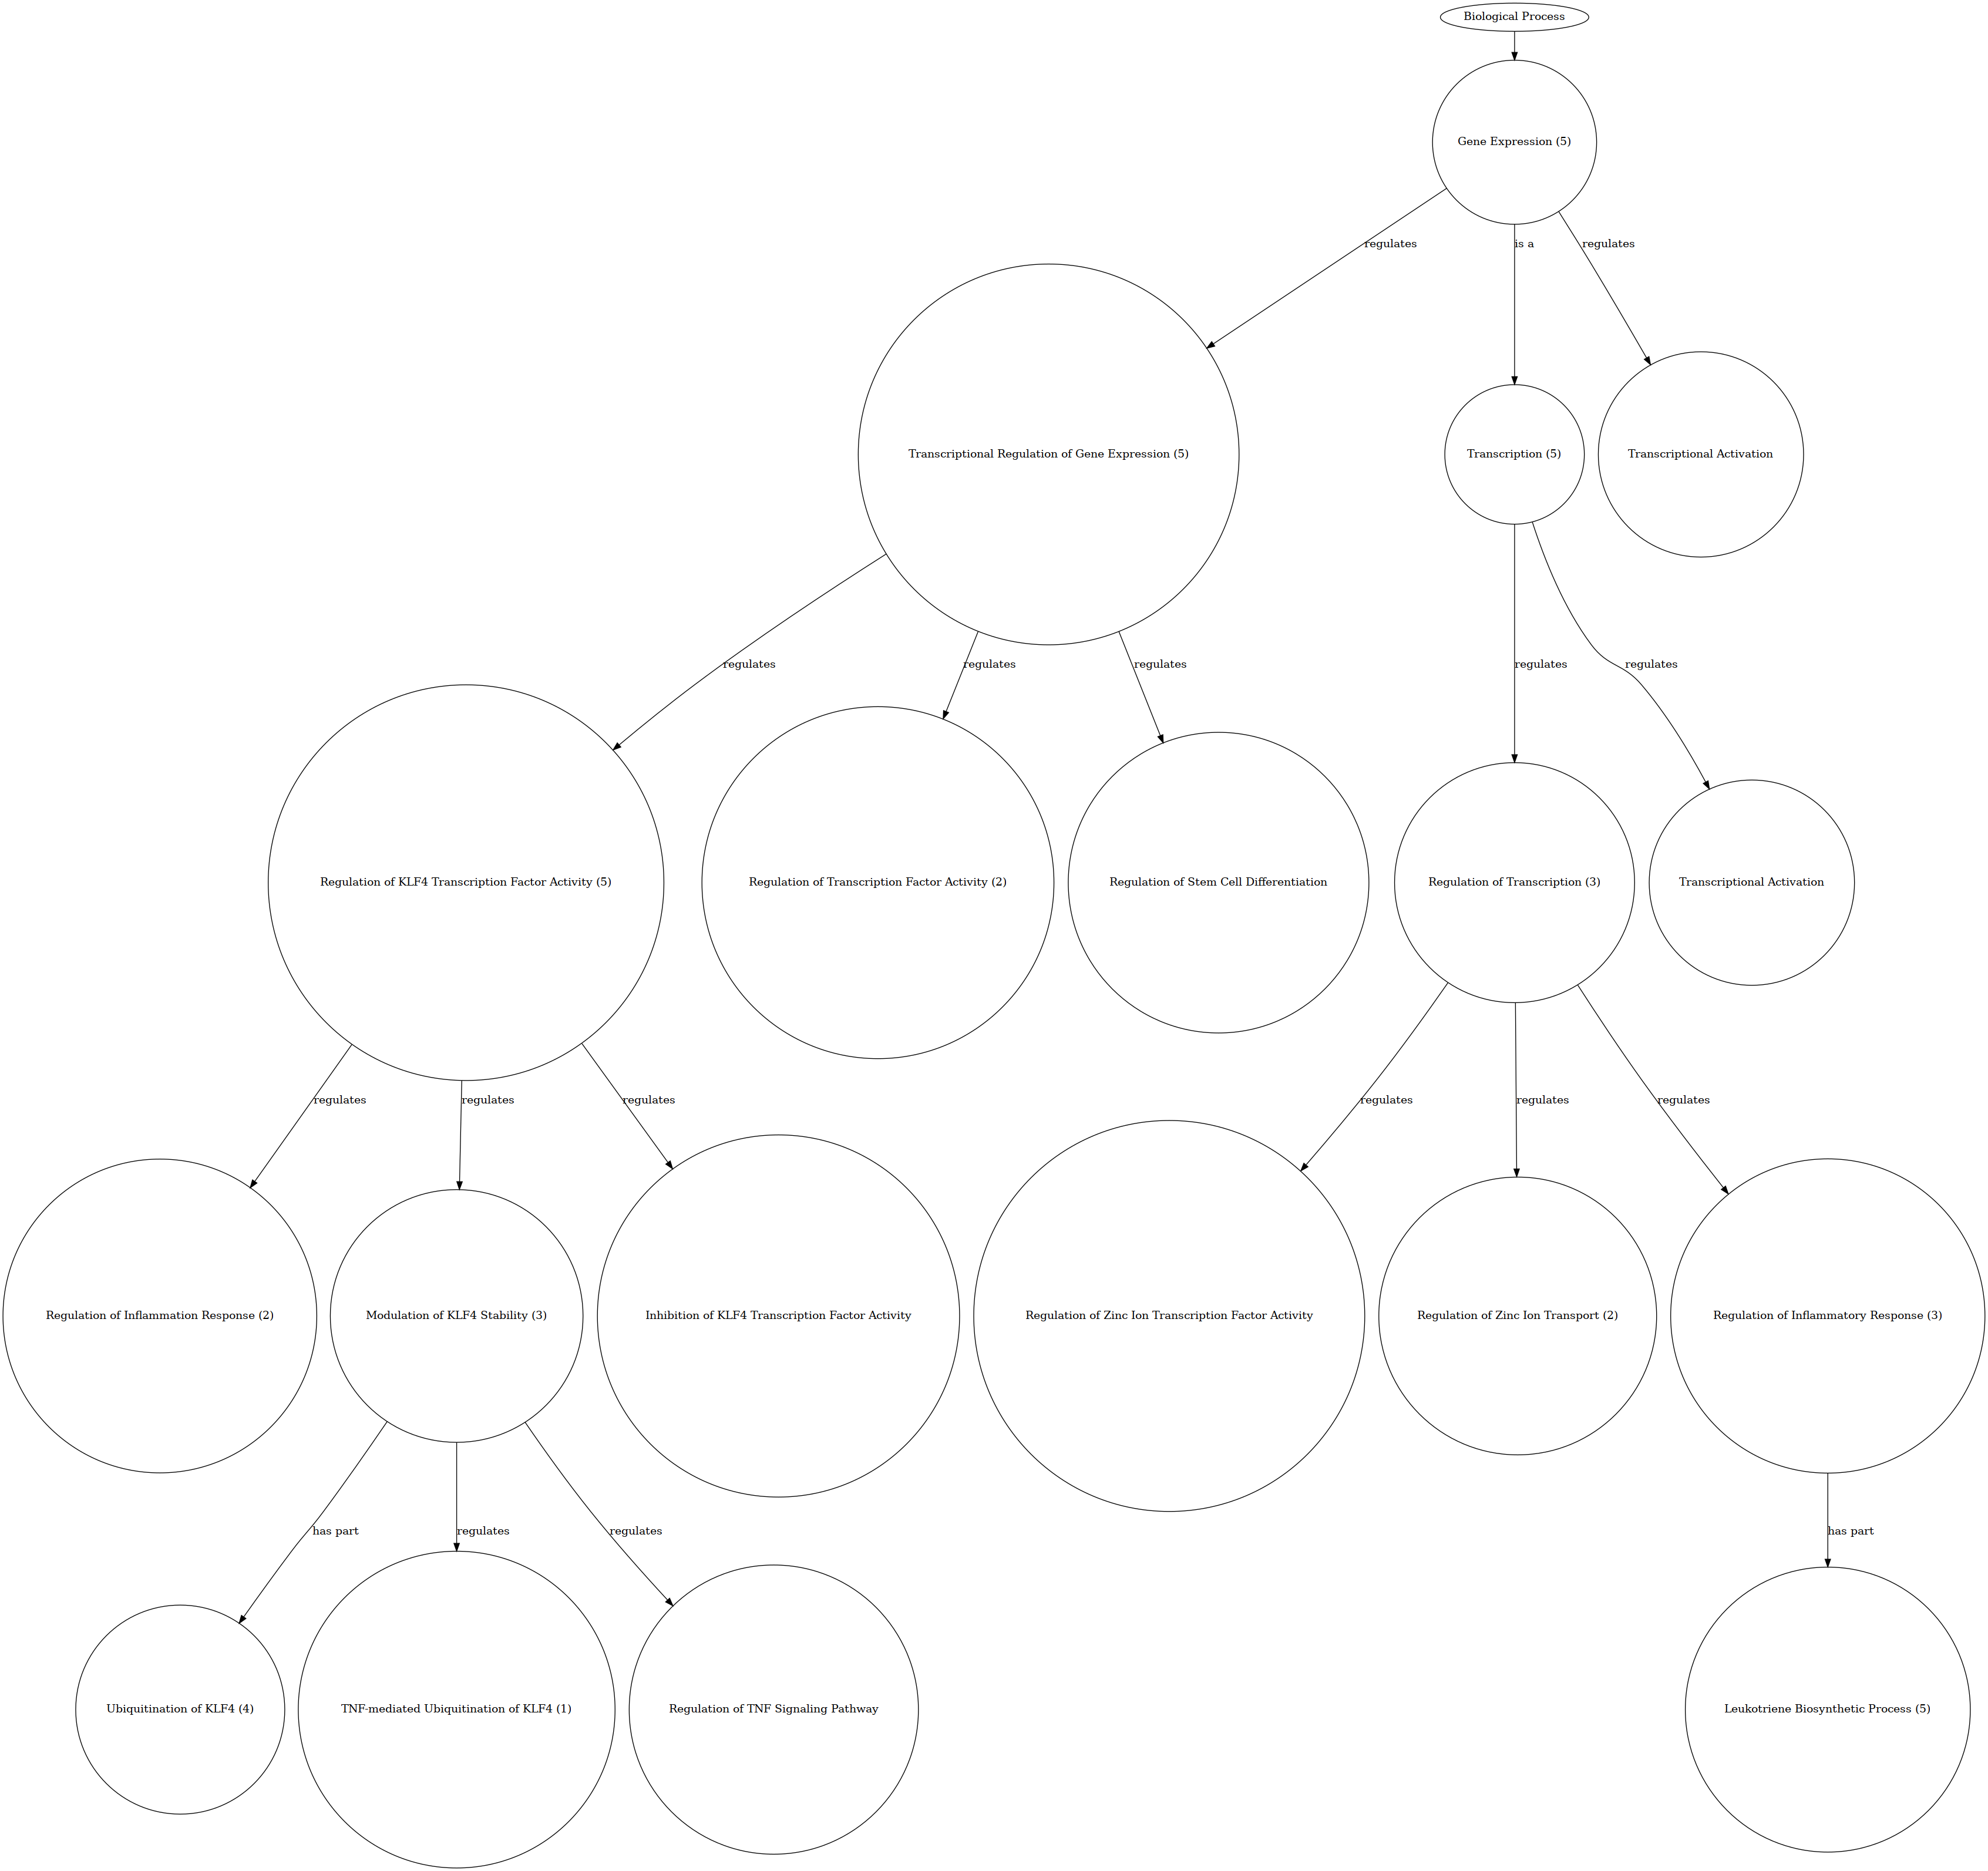 Biological Process
Gene Expression (5)
regulates
is a
regulates
Transcriptional Regulation of Gene Expression (5)
Transcription (5)
Transcriptional Activation
regulates
regulates
regulates
regulates
regulates
Regulation of KLF4 Transcription Factor Activity (5)
Regulation of Transcription Factor Activity (2)
Regulation of Stem Cell Differentiation
Regulation of Transcription (3)
Transcriptional Activation
regulates
regulates
regulates
regulates
regulates
regulates
Regulation of Inflammation Response (2)
Modulation of KLF4 Stability (3)
Inhibition of KLF4 Transcription Factor Activity
Regulation of Zinc Ion Transcription Factor Activity
Regulation of Zinc Ion Transport (2)
Regulation of Inflammatory Response (3)
has part
regulates
regulates
has part
Ubiquitination of KLF4 (4)
TNF-mediated Ubiquitination of KLF4 (1)
Regulation of TNF Signaling Pathway
Leukotriene Biosynthetic Process (5)